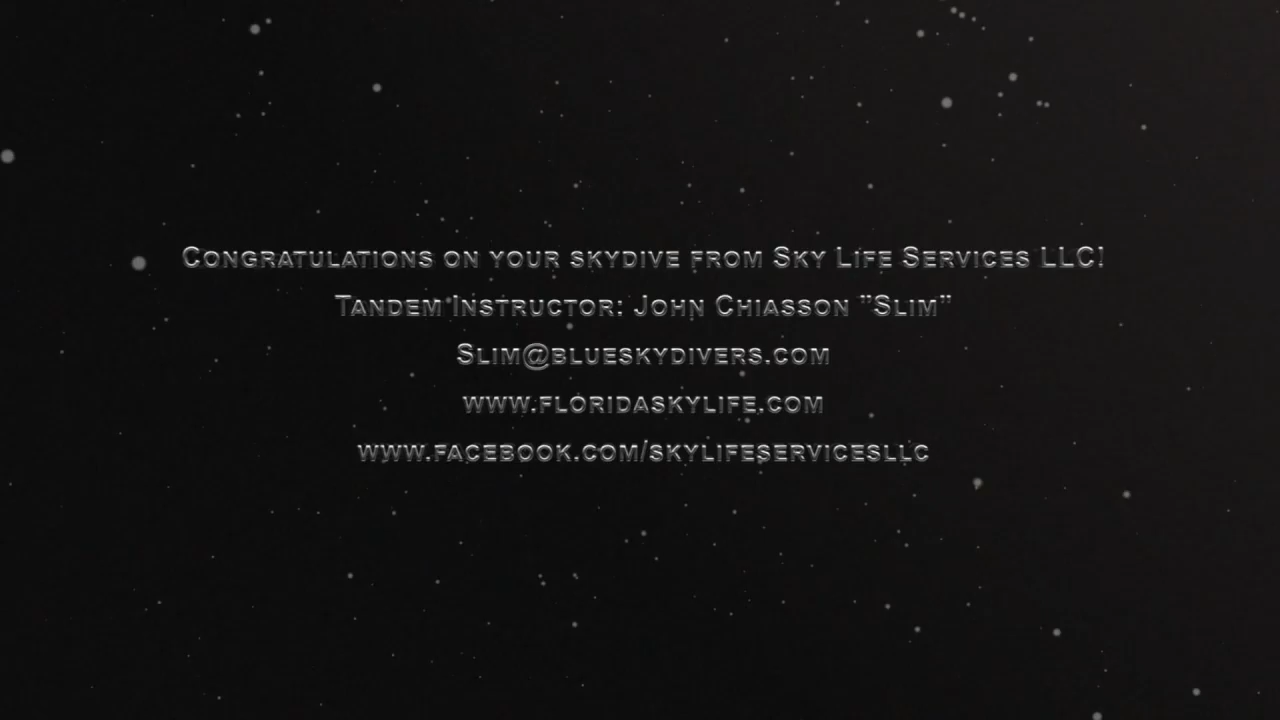 Congratulations on your skydive from Sky Life Services LLC!
Tandem Instructor: John Chiasson "Slim"
Slim@blueskydivers.com
www.floridaskylife.com
www.facebook.com/skylifeservicesllc